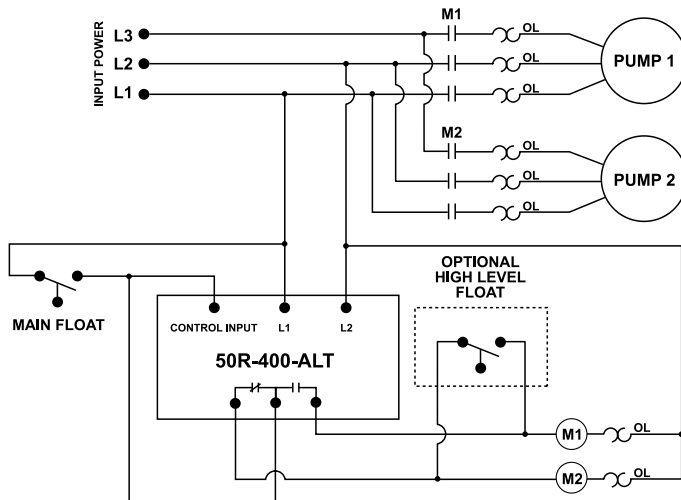 INPUT POWER
L3
L2
L1
M1
OL
OL
OL
PUMP 1
M2
OL
OL
OL
PUMP 2
MAIN FLOAT
OPTIONAL
HIGH LEVEL
FLOAT
CONTROL INPUT
L1
L2
50R-400-ALT
M1
OL
M2
OL